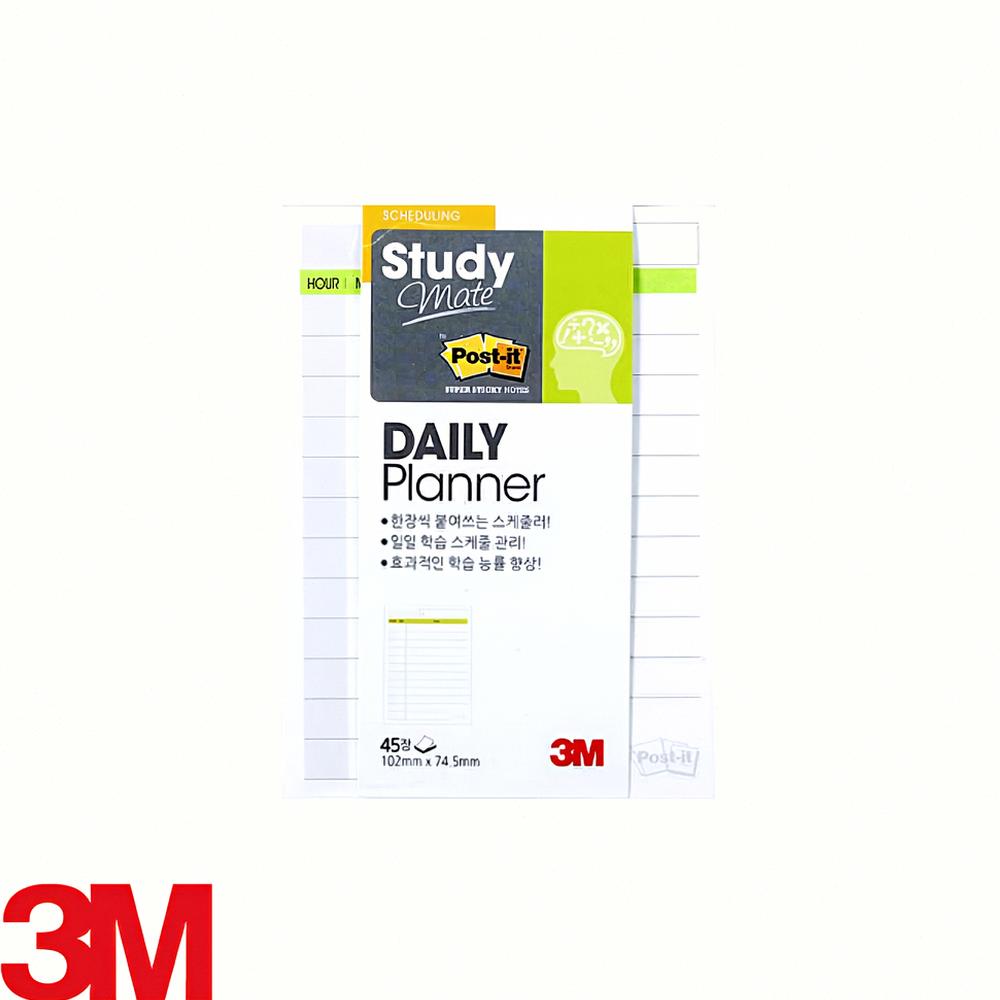 SCHEDULING
Study
Mate
HOUR
by
Post-it
Brand
SUPER STICKY NOTES
DAILY
Planner
•한장씩 붙여쓰는 스케줄러!
•일일 학습 스케줄 관리!
•효과적인 학습 능률 향상!
45장
102mm x 74.5mm
3M
Post-it
3M